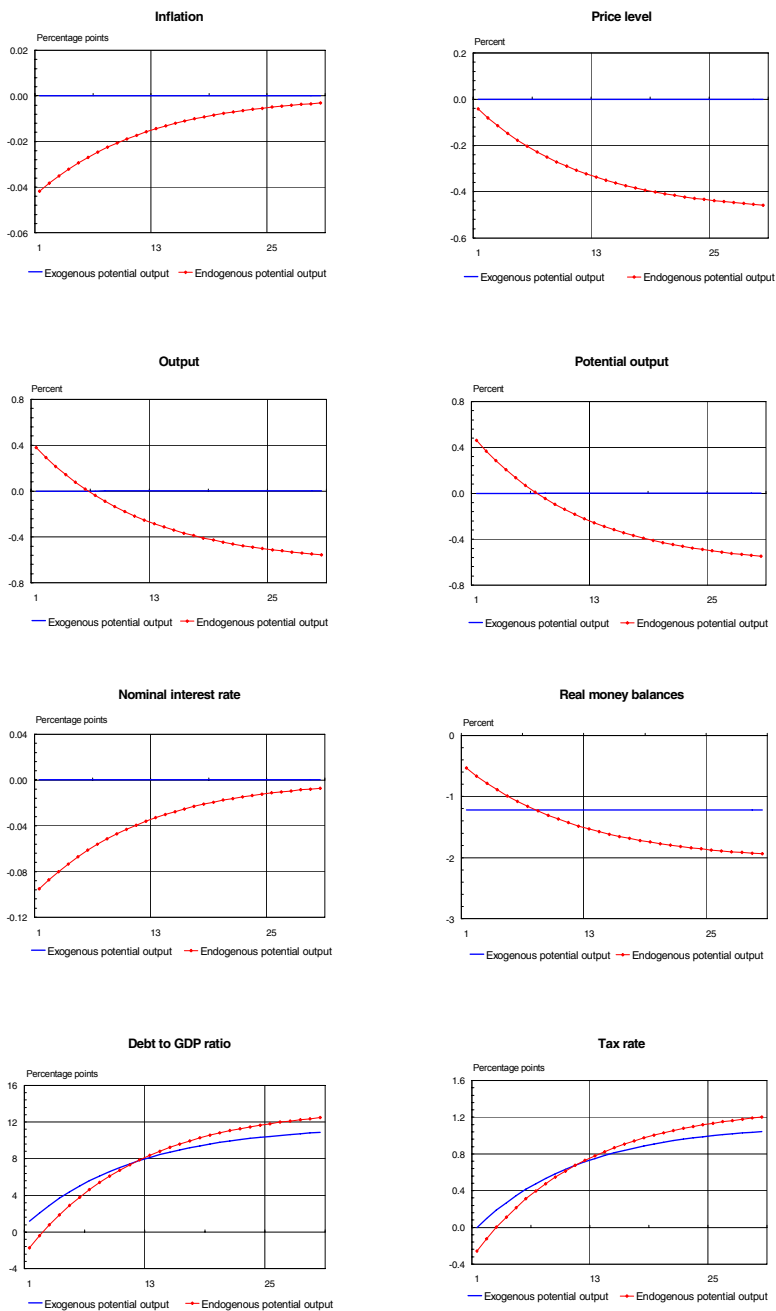 Inflation
Percentage points
0.02
0.00
-0.02
-0.04
-0.06
1 13 25
Exogenous potential output Endogenous potential output
Price level
Percent
0.2
0.0
-0.2
-0.4
-0.6
1 13 25
Exogenous potential output Endogenous potential output
Output
Percent
0.8
0.4
0.0
-0.4
-0.8
1 13 25
Exogenous potential output Endogenous potential output
Potential output
Percent
0.8
0.4
0.0
-0.4
-0.8
1 13 25
Exogenous potential output Endogenous potential output
Nominal interest rate
Percentage points
0.04
0.00
-0.04
-0.08
-0.12
1 13 25
Exogenous potential output Endogenous potential output
Real money balances
Percent
0
-1
-2
-3
1 13 25
Exogenous potential output Endogenous potential output
Debt to GDP ratio
Percentage points
16
12
8
4
0
-4
1 13 25
Exogenous potential output Endogenous potential output
Tax rate
Percentage points
1.6
1.2
0.8
0.4
0.0
-0.4
1 13 25
Exogenous potential output Endogenous potential output